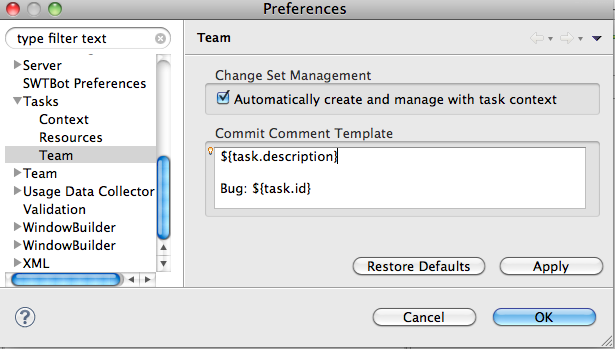 Preferences
type filter text
Server
SWTBot Preferences
Tasks
Context
Resources
Team
Team
Usage Data Collector
Validation
WindowBuilder
WindowBuilder
XML
Team
Change Set Management
Automatically create and manage with task context
Commit Comment Template
${task.description}
Bug: ${task.id}
Restore Defaults
Apply
?
Cancel
OK